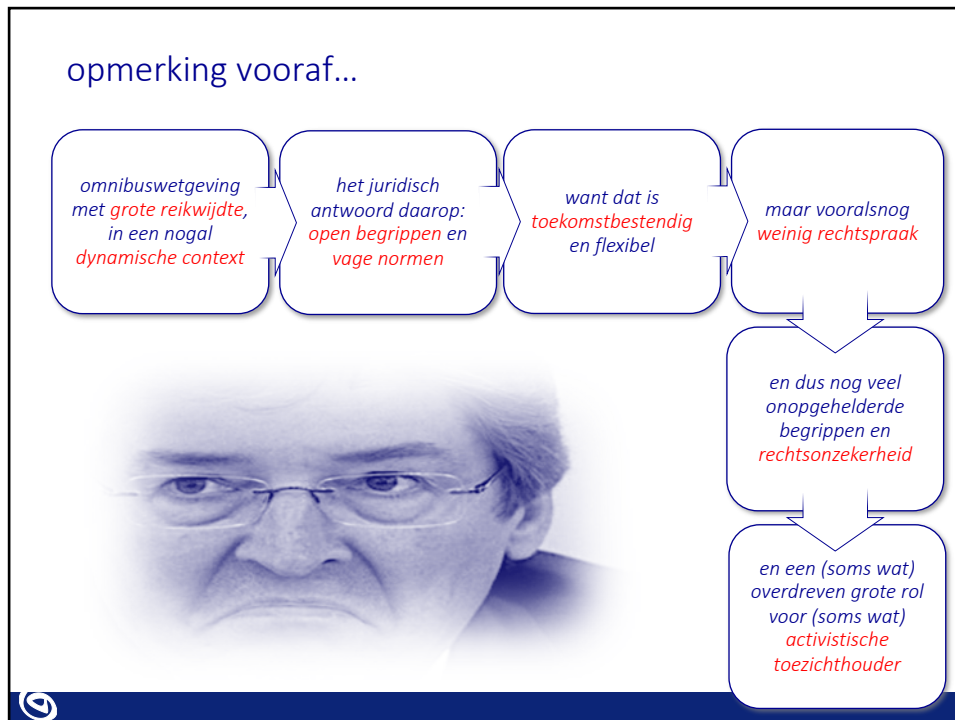 opmerking vooraf…
omnibuswetgeving
met grote reikwijdte,
in een nogal
dynamische context
het juridisch
antwoord daarop:
open begrippen en
vage normen
want dat is
toekomstbestendig
en flexibel
maar vooralsnog
weinig rechtspraak
en dus nog veel
onopgehelderde
begrippen en
rechtsonzekerheid
en een (soms wat)
overdreven grote rol
voor (soms wat)
activistische
toezichthouder